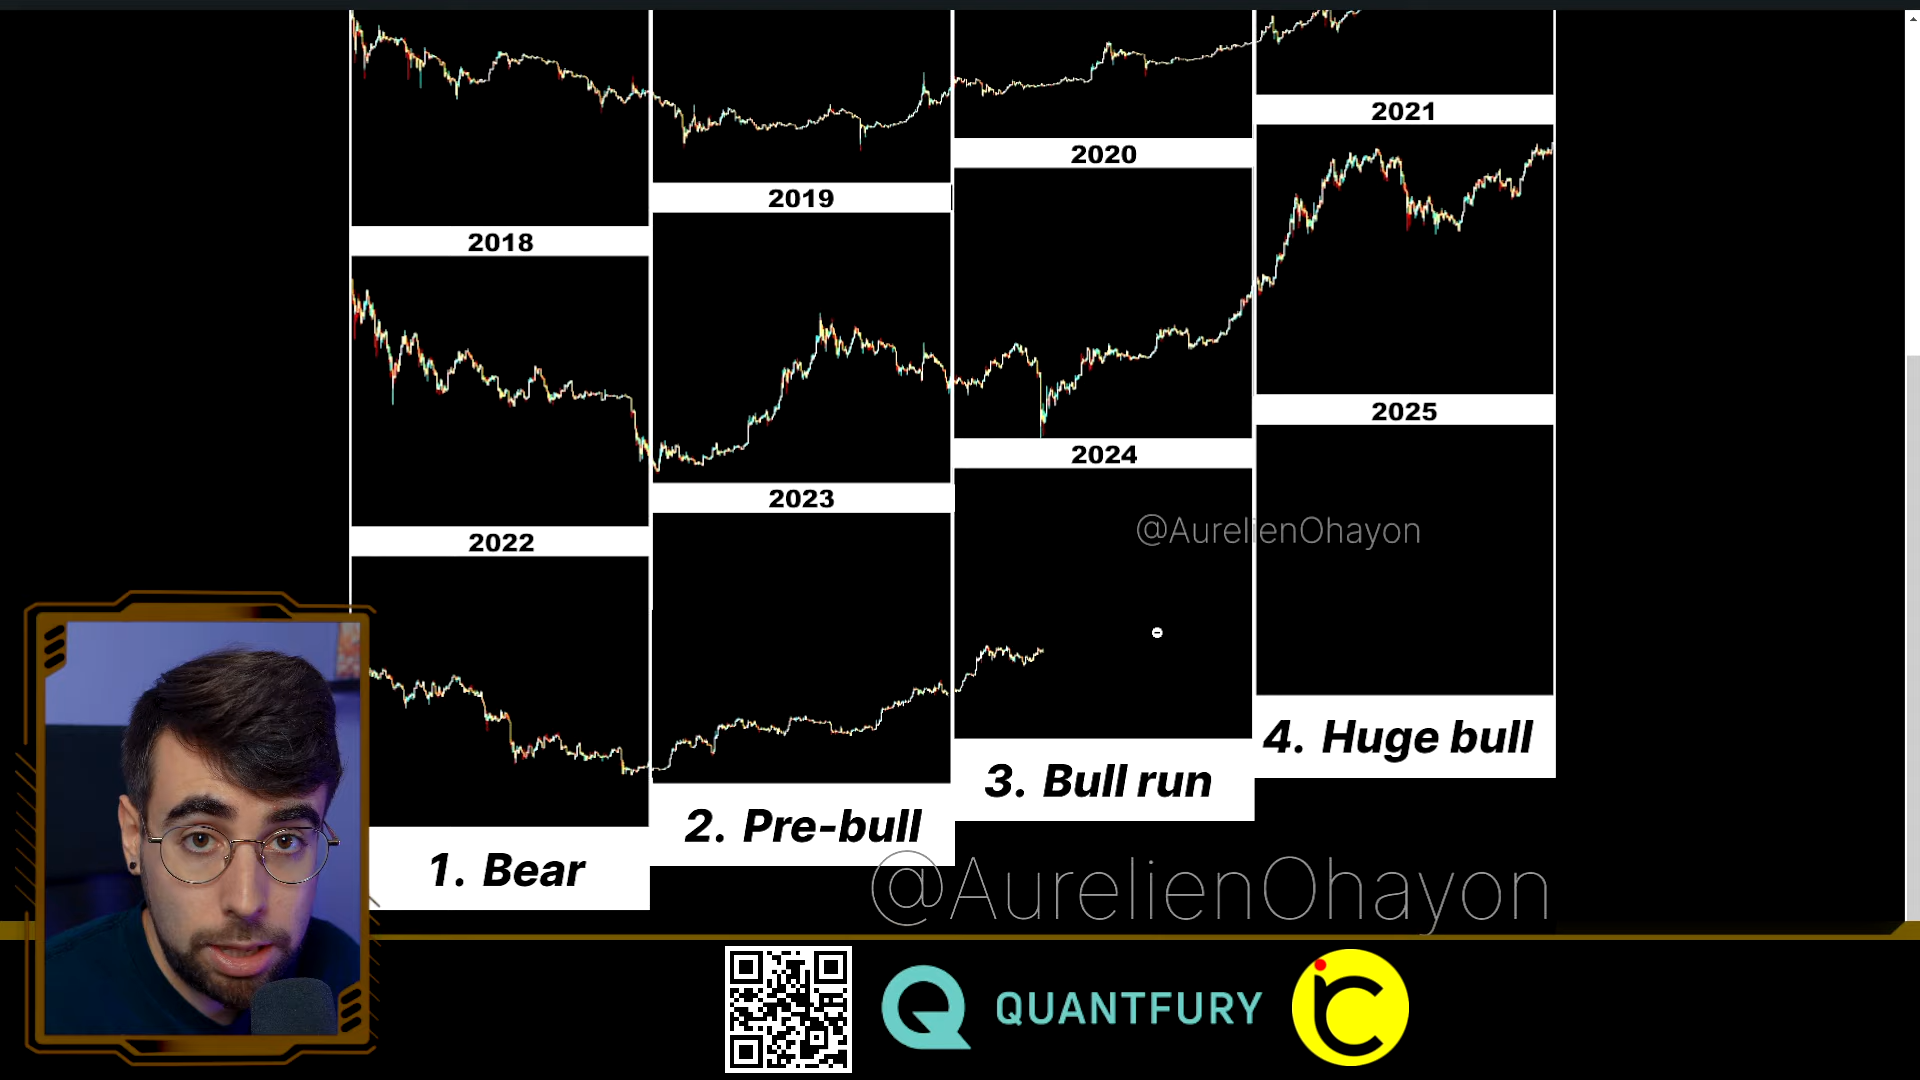 2021
2020
2019
2018
2025
2024
2023
@AurelienOhayon
2022
4. Huge bull
3. Bull run
2. Pre-bull
1. Bear
@AurelienOhayon
QUANTFURY